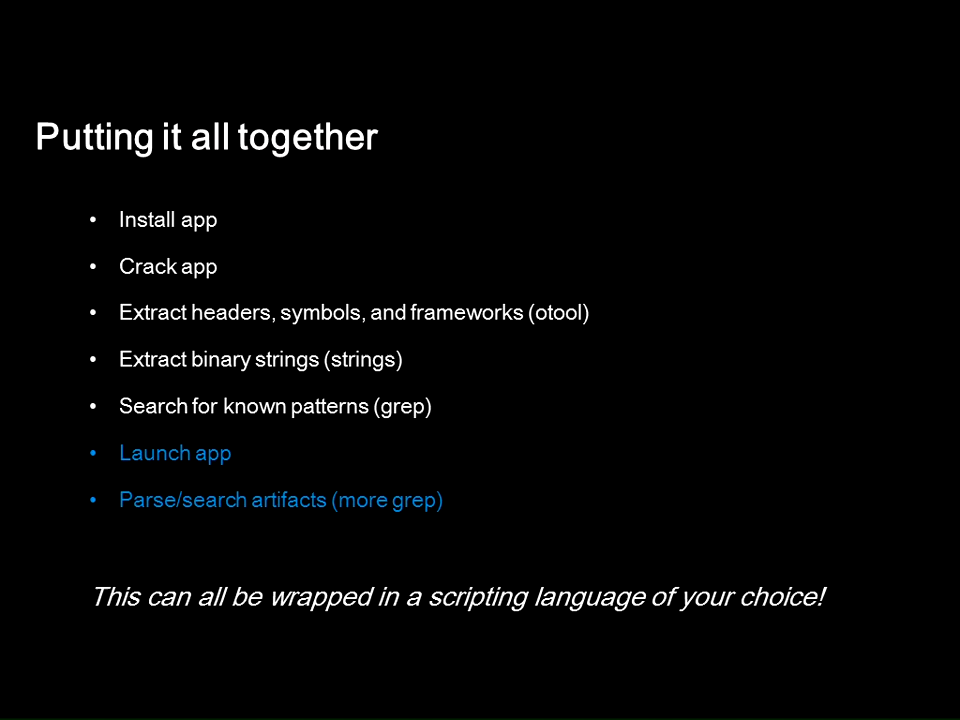 Putting it all together
• Install app
• Crack app
• Extract headers, symbols, and frameworks (otool)
• Extract binary strings (strings)
• Search for known patterns (grep)
• Launch app
• Parse/search artifacts (more grep)
This can all be wrapped in a scripting language of your choice!